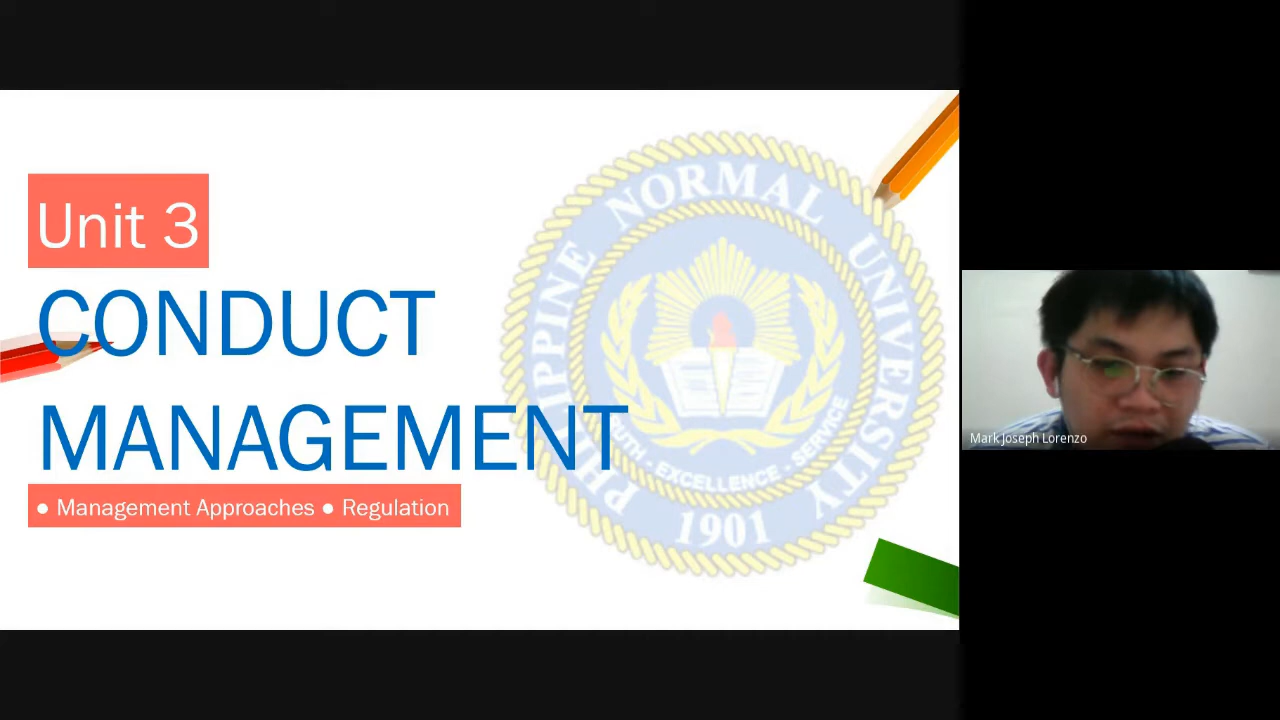 Unit 3
CONDUCT
MANAGEMENT
● Management Approaches ● Regulation
PHILIPPINE NORMAL UNIVERSITY
TRUTH - EXCELLENCE - SERVICE
1901
Mark Joseph Lorenzo